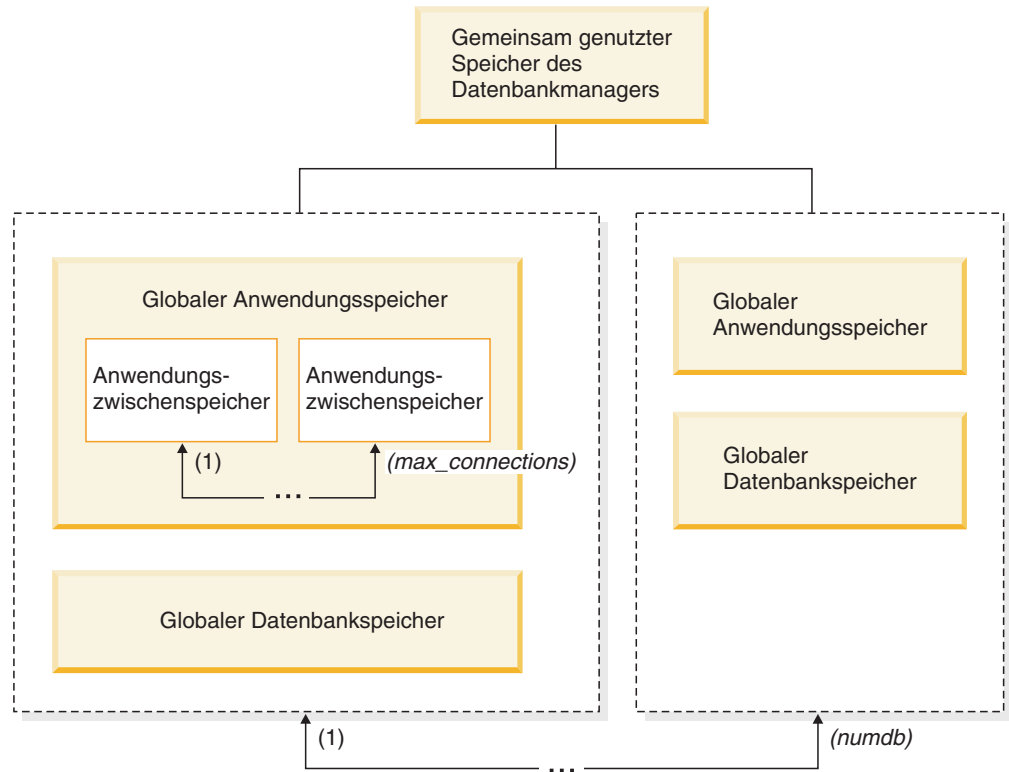 Gemeinsam genutzter
Speicher des
Datenbankmanagers
Globaler Anwendungsspeicher
Anwendungs-
zwischenspeicher
Anwendungs-
zwischenspeicher
(1)
(max_connections)
...
Globaler Datenbankspeicher
Globaler
Anwendungsspeicher
Globaler
Datenbankspeicher
(1)
(numdb)
...